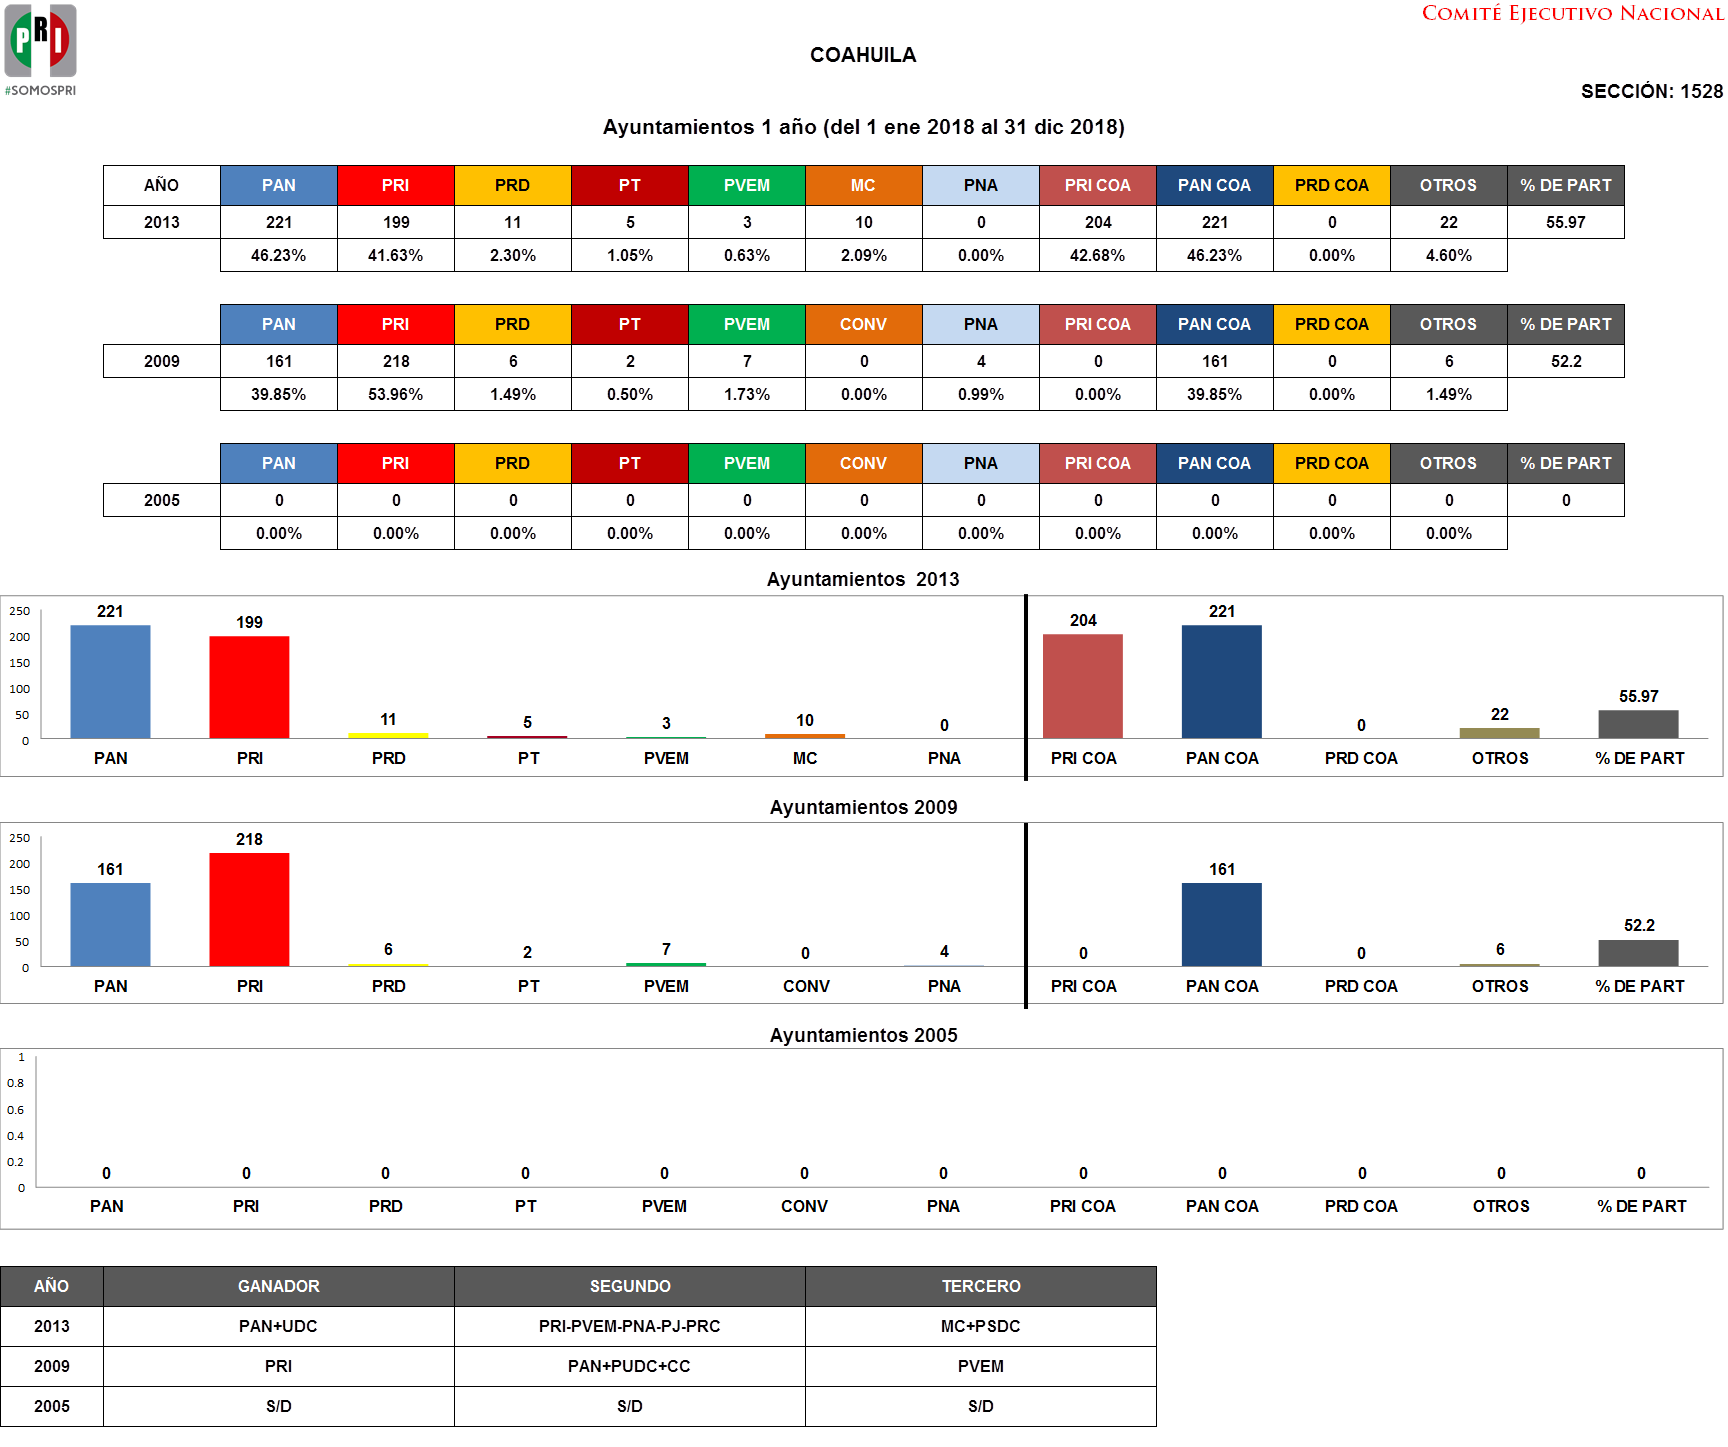 PRI
#SOMOSPRI
COMITÉ EJECUTIVO NACIONAL
COAHUILA
SECCIÓN: 1528
Ayuntamientos 1 año (del 1 ene 2018 al 31 dic 2018)
AÑO PAN PRI PRD PT PVEM MC PNA PRI COA PAN COA PRD COA OTROS % DE PART
2013 221 199 11 5 3 10 0 204 221 0 22 55.97
46.23% 41.63% 2.30% 1.05% 0.63% 2.09% 0.00% 42.68% 46.23% 0.00% 4.60%
PAN PRI PRD PT PVEM CONV PNA PRI COA PAN COA PRD COA OTROS % DE PART
2009 161 218 6 2 7 0 4 0 161 0 6 52.2
39.85% 53.96% 1.49% 0.50% 1.73% 0.00% 0.99% 0.00% 39.85% 0.00% 1.49%
PAN PRI PRD PT PVEM CONV PNA PRI COA PAN COA PRD COA OTROS % DE PART
2005 0 0 0 0 0 0 0 0 0 0 0 0
0.00% 0.00% 0.00% 0.00% 0.00% 0.00% 0.00% 0.00% 0.00% 0.00% 0.00%
Ayuntamientos 2013
250
200
150
100
50
0
221 199 11 5 3 10 0 204 221 0 22 55.97
PAN PRI PRD PT PVEM MC PNA PRI COA PAN COA PRD COA OTROS % DE PART
Ayuntamientos 2009
250
200
150
100
50
0
161 218 6 2 7 0 4 0 161 0 6 52.2
PAN PRI PRD PT PVEM CONV PNA PRI COA PAN COA PRD COA OTROS % DE PART
Ayuntamientos 2005
1
0.8
0.6
0.4
0.2
0
0 0 0 0 0 0 0 0 0 0 0 0
PAN PRI PRD PT PVEM CONV PNA PRI COA PAN COA PRD COA OTROS % DE PART
AÑO GANADOR SEGUNDO TERCERO
2013 PAN+UDC PRI-PVEM-PNA-PJ-PRC MC+PSDC
2009 PRI PAN+PUDC+CC PVEM
2005 S/D S/D S/D